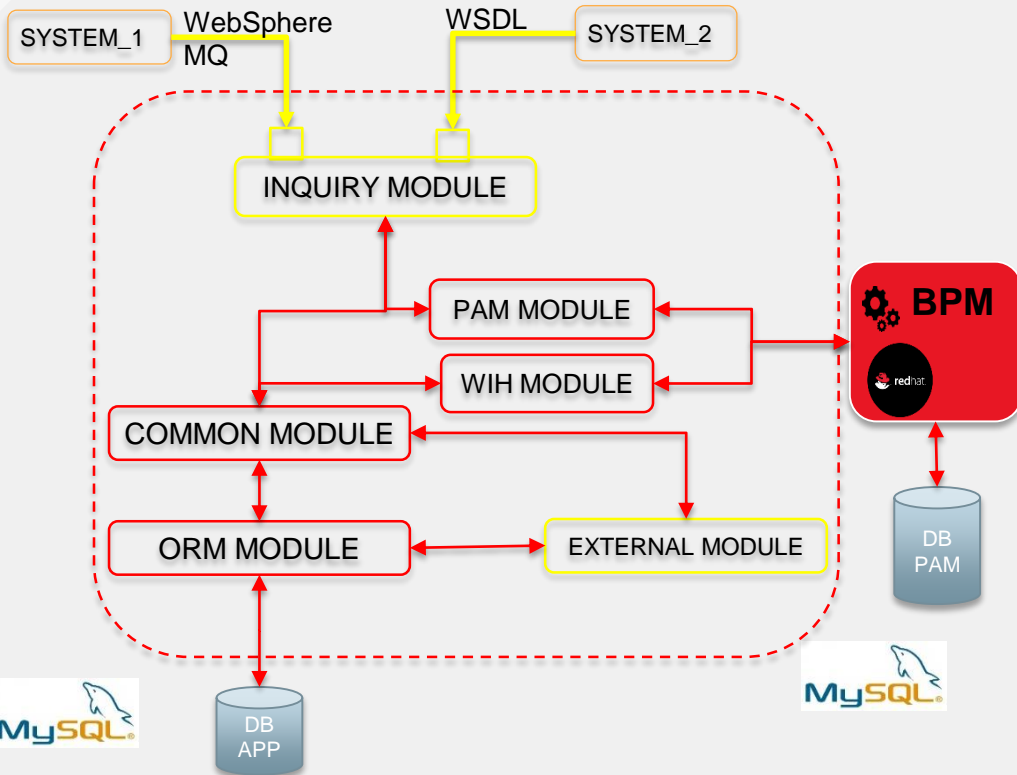 SYSTEM_1
WebSphere
MQ
WSDL
SYSTEM_2
INQUIRY MODULE
PAM MODULE
BPM
redhat.
WIH MODULE
COMMON MODULE
ORM MODULE
EXTERNAL MODULE
DB
PAM
MySQL®
MySQL®
DB
APP